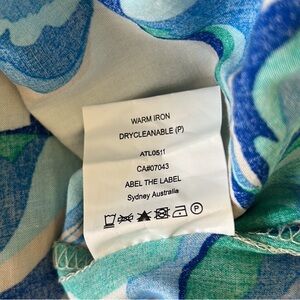 WARM IRON
DRYCLEANABLE (P)
ATL0511
CA#07043
ABEL THE LABEL
Sydney Australia
P